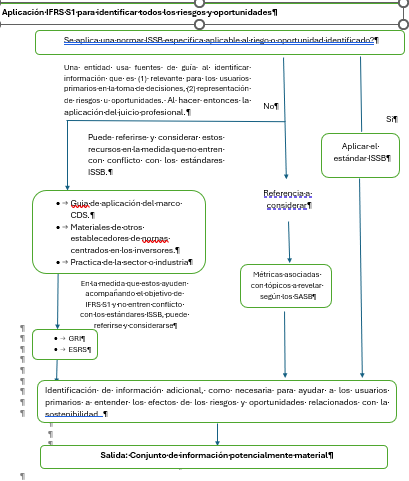 Aplicación·IFRS·S1·para·identificar·todos·los·riesgos·y·oportunidades¶
Se·aplica·una·normar·ISSB·especifica·aplicable·al·riego·o·oportunidad·identificado?¶
Una· entidad· usa· fuentes· de· guía· al· identificar·
información· que· es· (1)· relevante· para· los· usuarios·
primarios·en·la·toma·de·decisiones,·(2)·representación·
de· riesgos· u· oportunidades.· Al· hacer· entonces· la·
aplicación·del·juicio·profesional.¶
No¶
Si¶
Puede· referirse· y· considerar· estos·
recursos·en·la·medida·que·no·entren·
con· conflicto· con· los· estándares·
ISSB.¶
Aplicar·el·
estándar·ISSB¶
Guia·de·aplicación·del·marco·
CDS.¶
Materiales·de·otros·
establecedores·de·nomas·
centrados·en·los·inversores.¶
Practica·de·la·sector·o·industria¶
Referencia·a·
considerar¶
Métricas·asociadas·
con·tópicos·a·revelar·
según·los·SASB¶
En·la·medida·que·estos·ayuden·
acompañando·el·objetivo·de·
IFRS·S1·y·no·entren·conflicto·
con·los·estándares·ISSB,·puede·
referirse·y·considerarse¶
GRI¶
ESRS¶
Identificación· de· información· adicional,· como· necesaria· para· ayudar· a· los· usuarios·
primarios· a· entender· los· efectos· de· los· riesgos· y· oportunidades· relacionados· con· la·
sostenibilidad.·¶
Salida:·Conjunto·de·información·potencialmente·material¶